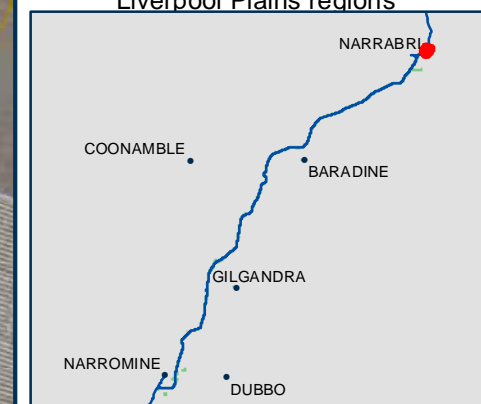 Liverpool Plains regions
NARRABRI
COONAMBLE
BARADINE
GILGANDRA
NARROMINE
DUBBO